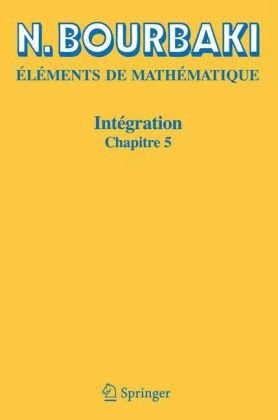 N. BOURBAKI
ÉLÉMENTS DE MATHÉMATIQUE
Intégration
Chapitre 5
Springer